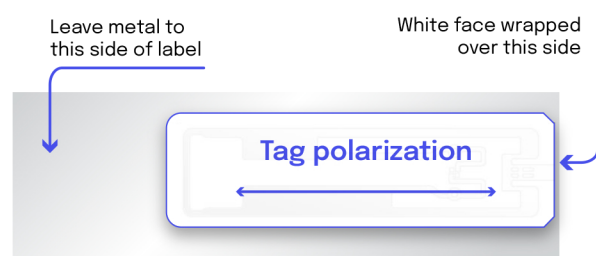 Leave metal to
this side of label
White face wrapped
over this side
Tag polarization